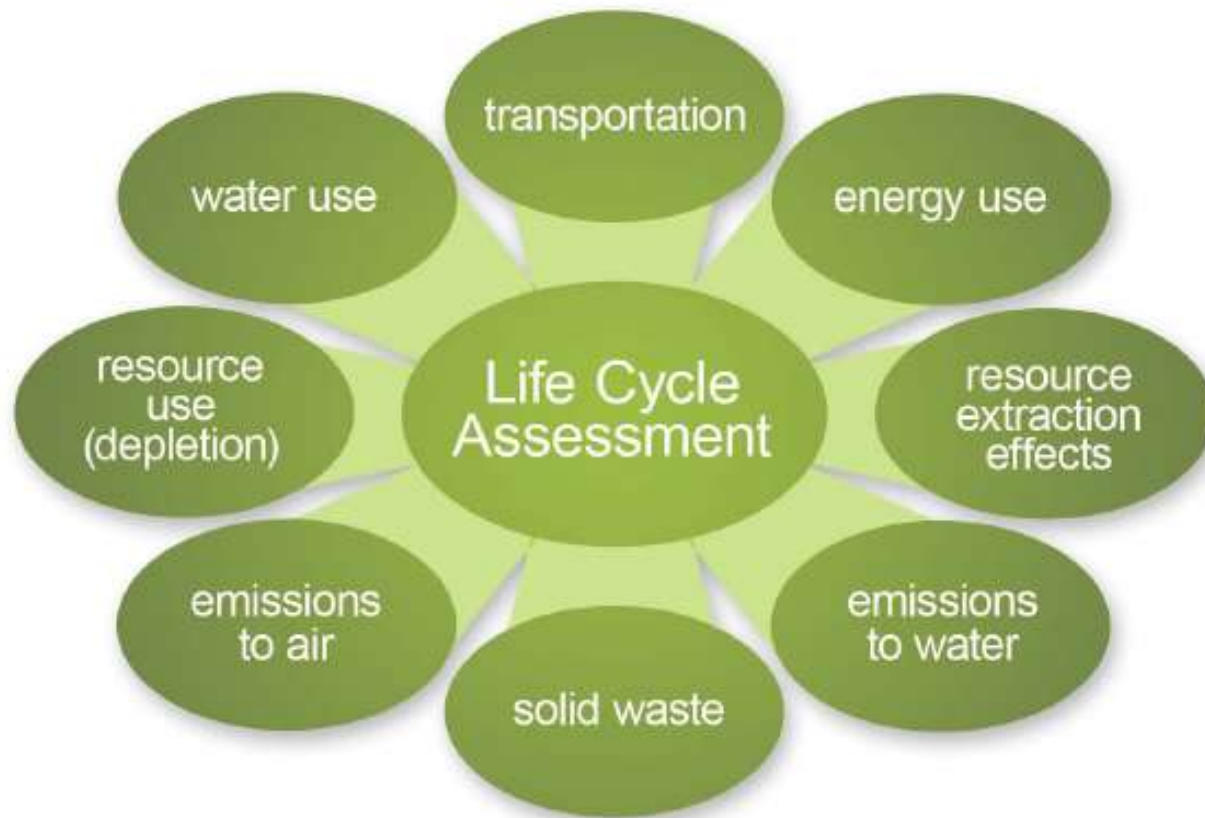 transportation
water use
energy use
resource
use
(depletion)
Life Cycle
Assessment
resource
extraction
effects
emissions
to air
emissions
to water
solid waste